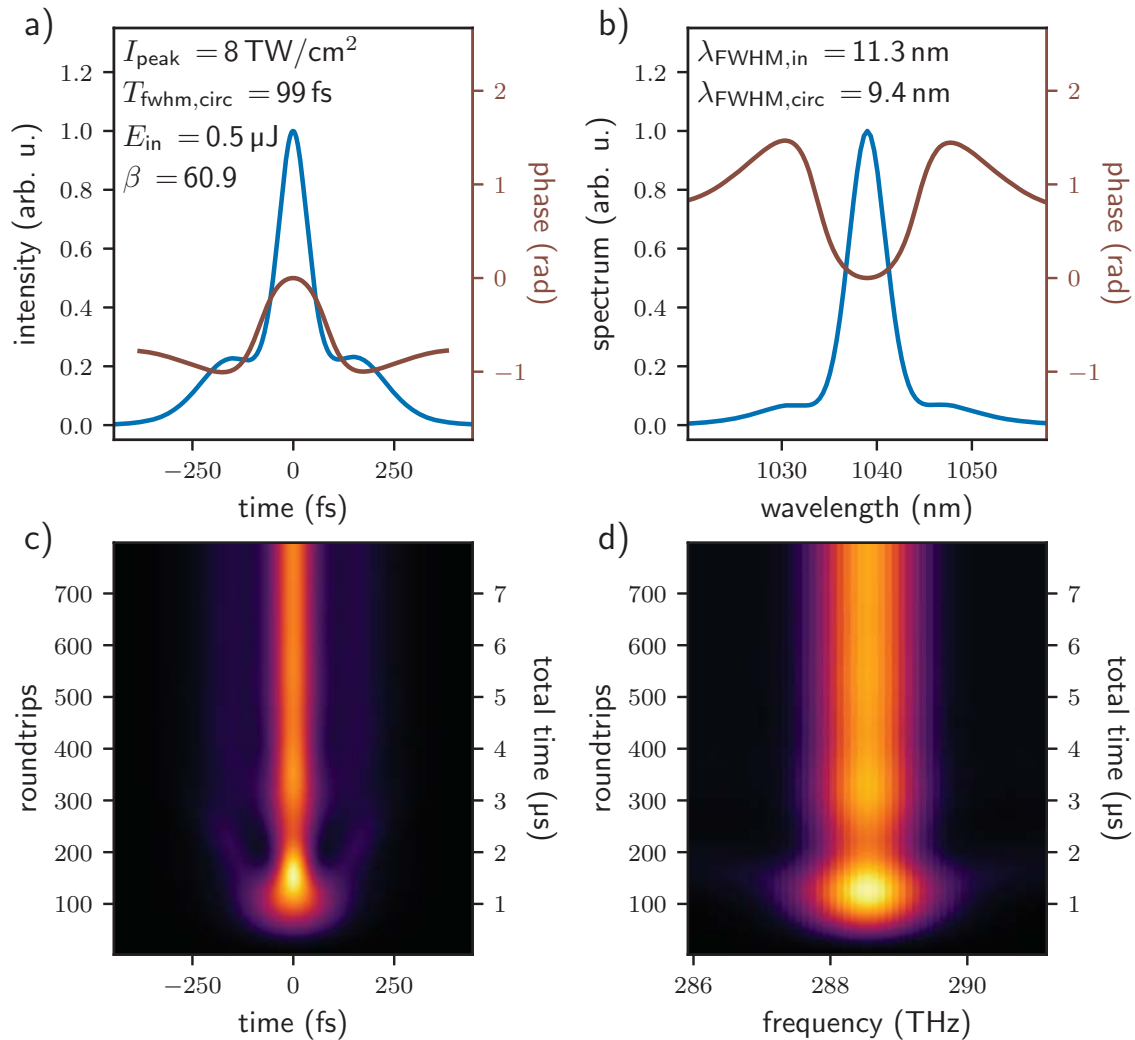 a)
I_peak = 8 TW/cm²
T_fwhm,circ = 99 fs
E_in = 0.5 µJ
β = 60.9
1.2
1.0
0.8
0.6
0.4
0.2
0.0
intensity (arb. u.)
2
1
0
−1
phase (rad)
−250 0 250
time (fs)
b)
λ_FWHM,in = 11.3 nm
λ_FWHM,circ = 9.4 nm
1.2
1.0
0.8
0.6
0.4
0.2
0.0
spectrum (arb. u.)
2
1
0
−1
phase (rad)
1030 1040 1050
wavelength (nm)
c)
700
600
500
400
300
200
100
roundtrips
7
6
5
4
3
2
1
total time (µs)
−250 0 250
time (fs)
d)
700
600
500
400
300
200
100
roundtrips
7
6
5
4
3
2
1
total time (µs)
286 288 290
frequency (THz)